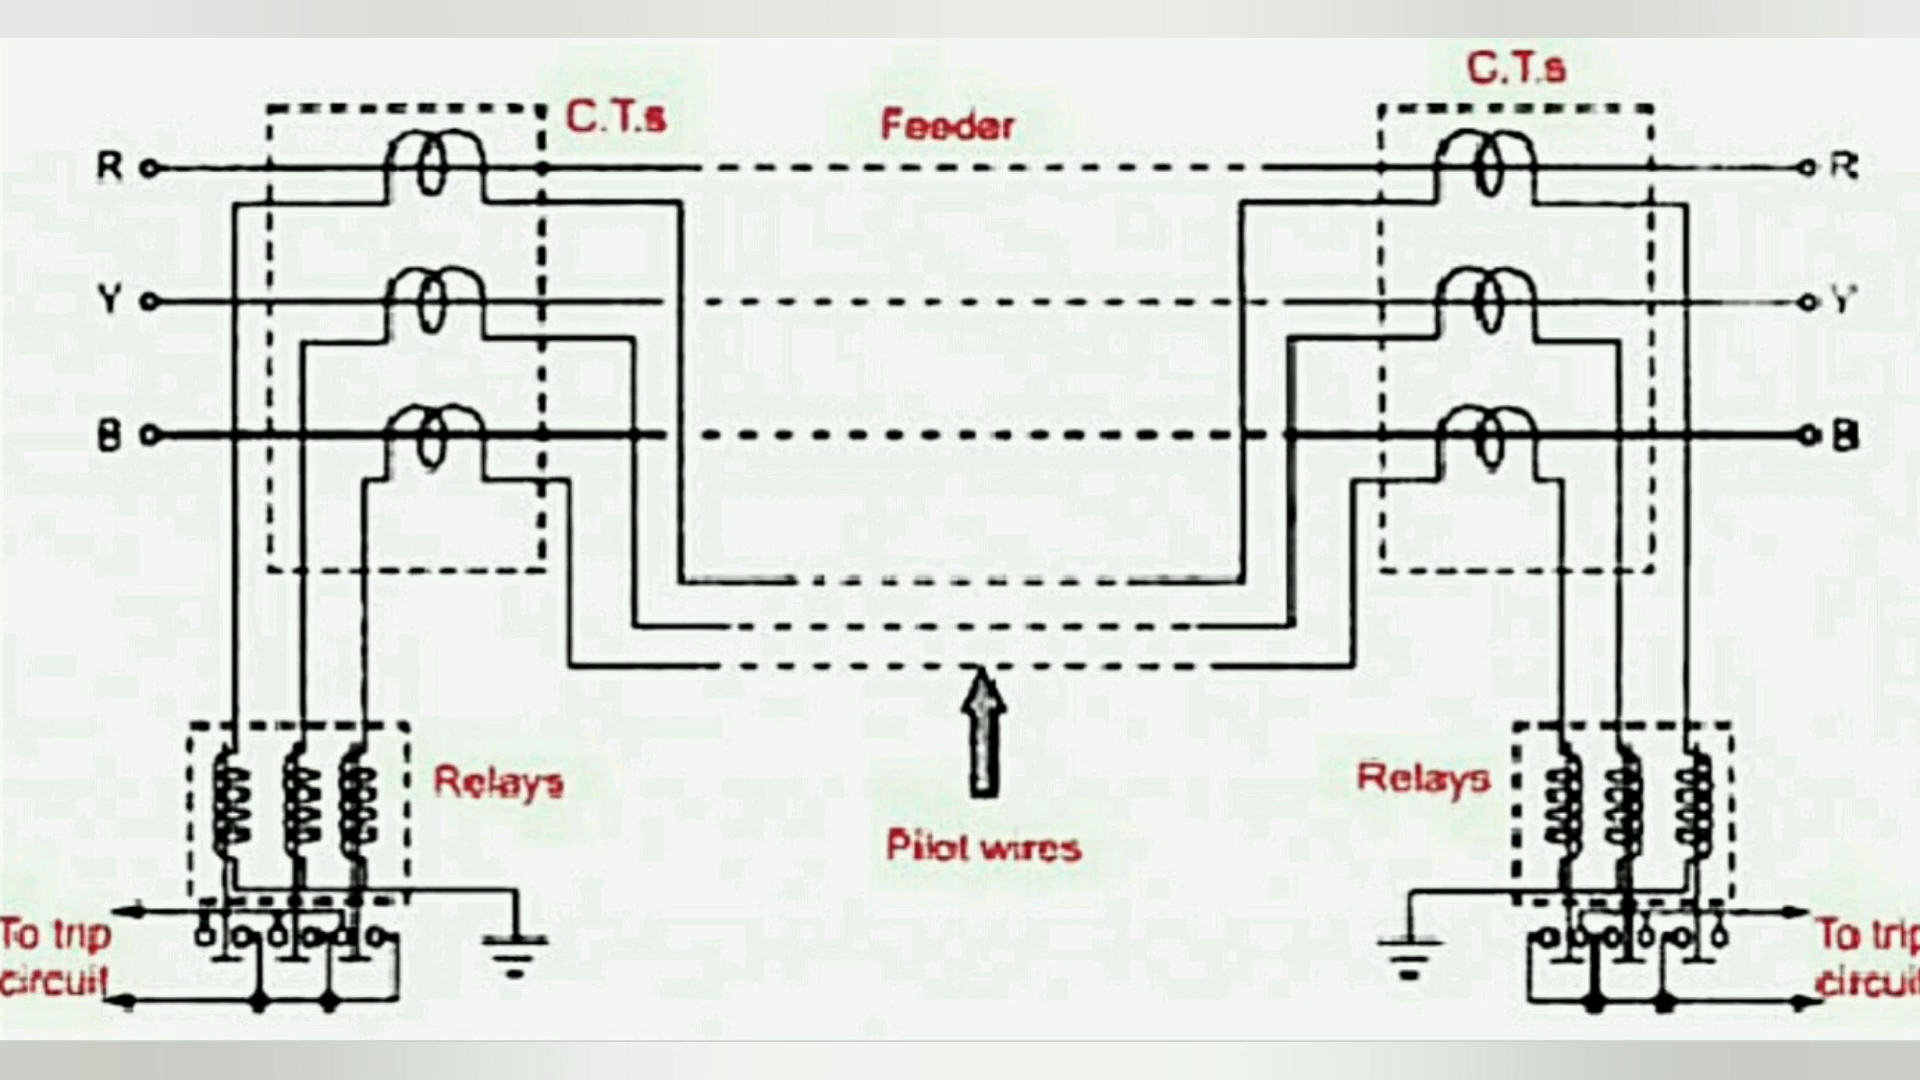 C.T.s
C.T.s
Feeder
R
R
Y
Y
B
B
Relays
Relays
Pilot wires
To trip
circuit
To trip
circuit